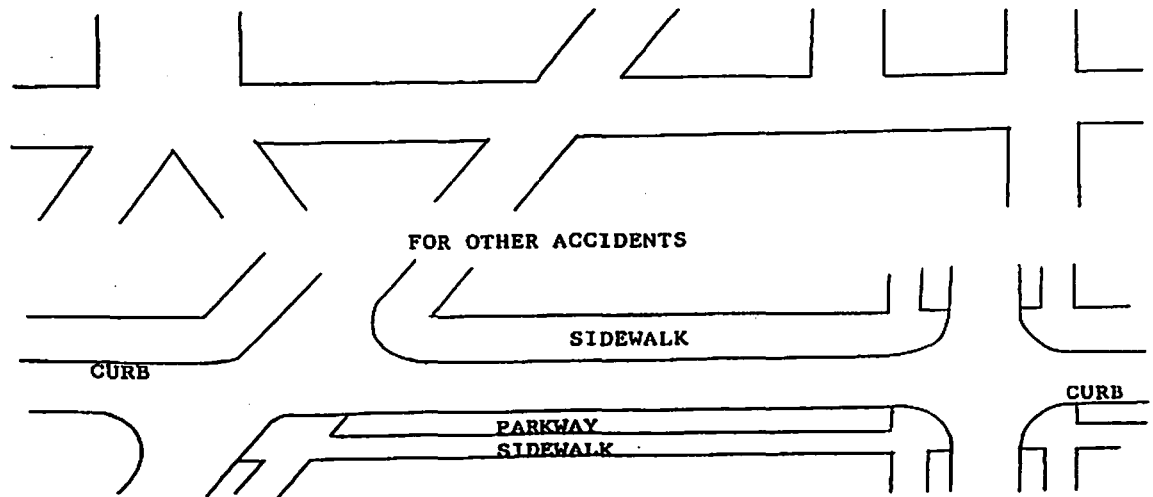 FOR OTHER ACCIDENTS
SIDEWALK
CURB
CURB
PARKWAY
SIDEWALK